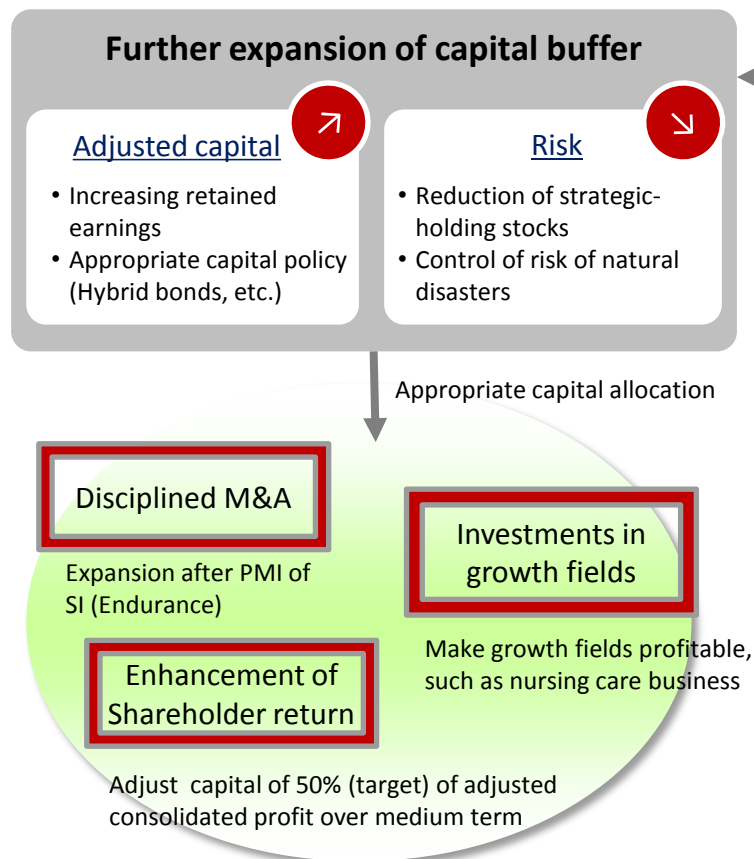 Further expansion of capital buffer
Adjusted capital
• Increasing retained
earnings
• Appropriate capital policy
(Hybrid bonds, etc.)
Risk
• Reduction of strategic-
holding stocks
• Control of risk of natural
disasters
Appropriate capital allocation
Disciplined M&A
Expansion after PMI of
SI (Endurance)
Investments in
growth fields
Make growth fields profitable,
such as nursing care business
Enhancement of
Shareholder return
Adjust capital of 50% (target) of adjusted
consolidated profit over medium term